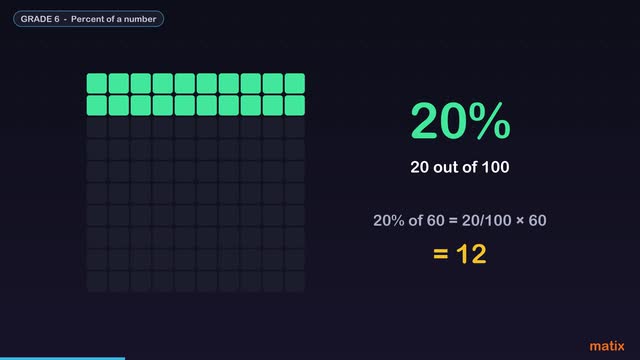 GRADE 6 - Percent of a number
20%
20 out of 100
20% of 60 = 20/100 × 60
= 12
matix